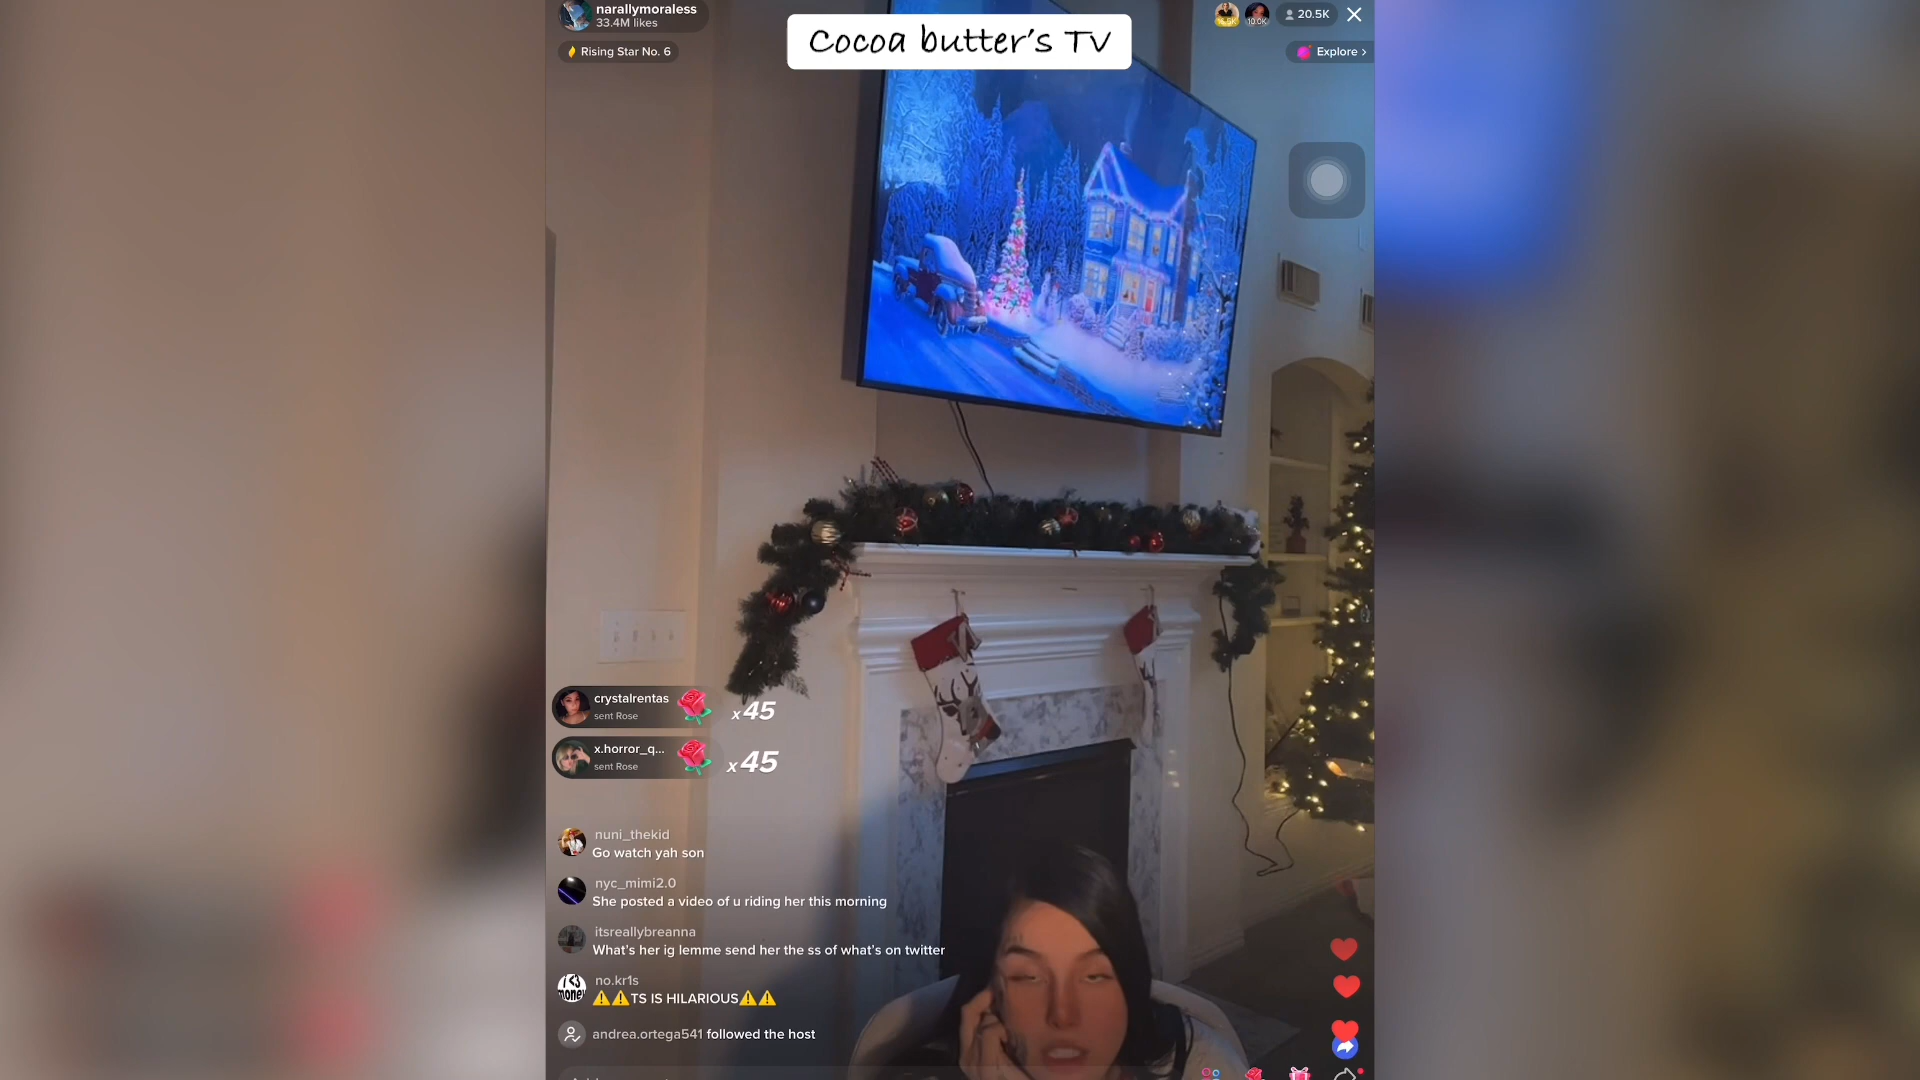 narallymoraless
33.4M likes
Rising Star No. 6
Cocoa butter's TV
10.0K
20.5K
Explore >
crystalrentas
sent Rose
x45
x.horror_q...
sent Rose
x45
nuni_thekid
Go watch yah son
nyc_mimi2.0
She posted a video of u riding her this morning
itsreallybreanna
What's her ig lemme send her the ss of what's on twitter
no.kr1s
⚠️⚠️TS IS HILARIOUS⚠️⚠️
andrea.ortega541 followed the host